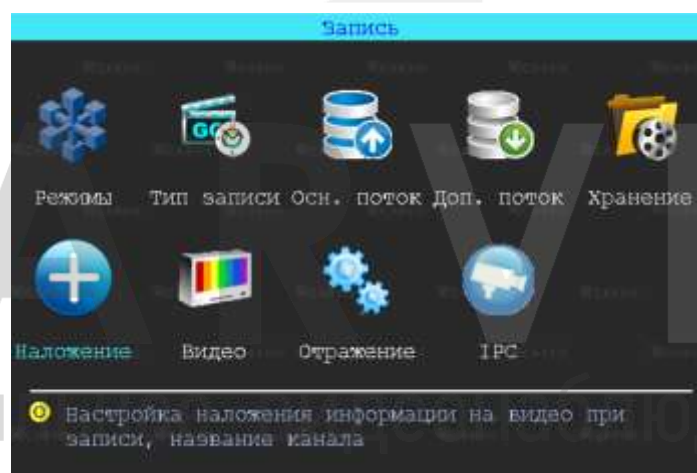 Запись
Режимы Тип записи Осн. поток Доп. поток Хранение
Наложение Видео Отражение IPC
Настройка наложения информации на видео при
записи, название канала